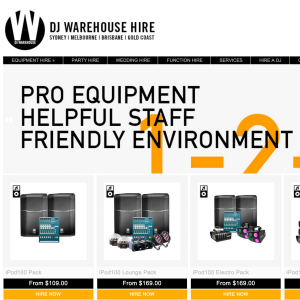 DJ WAREHOUSE HIRE
SYDNEY | MELBOURNE | BRISBANE | GOLD COAST
EQUIPMENT HIRE » PARTY HIRE WEDDING HIRE FUNCTION HIRE SERVICES HIRE A DJ
PRO EQUIPMENT
HELPFUL STAFF
FRIENDLY ENVIRONMENT
1-2-
iPod100 Pack iPod100 Lounge Pack iPod100 Electro Pack
From $109.00 From $169.00 From $169.00
HIRE NOW HIRE NOW HIRE NOW